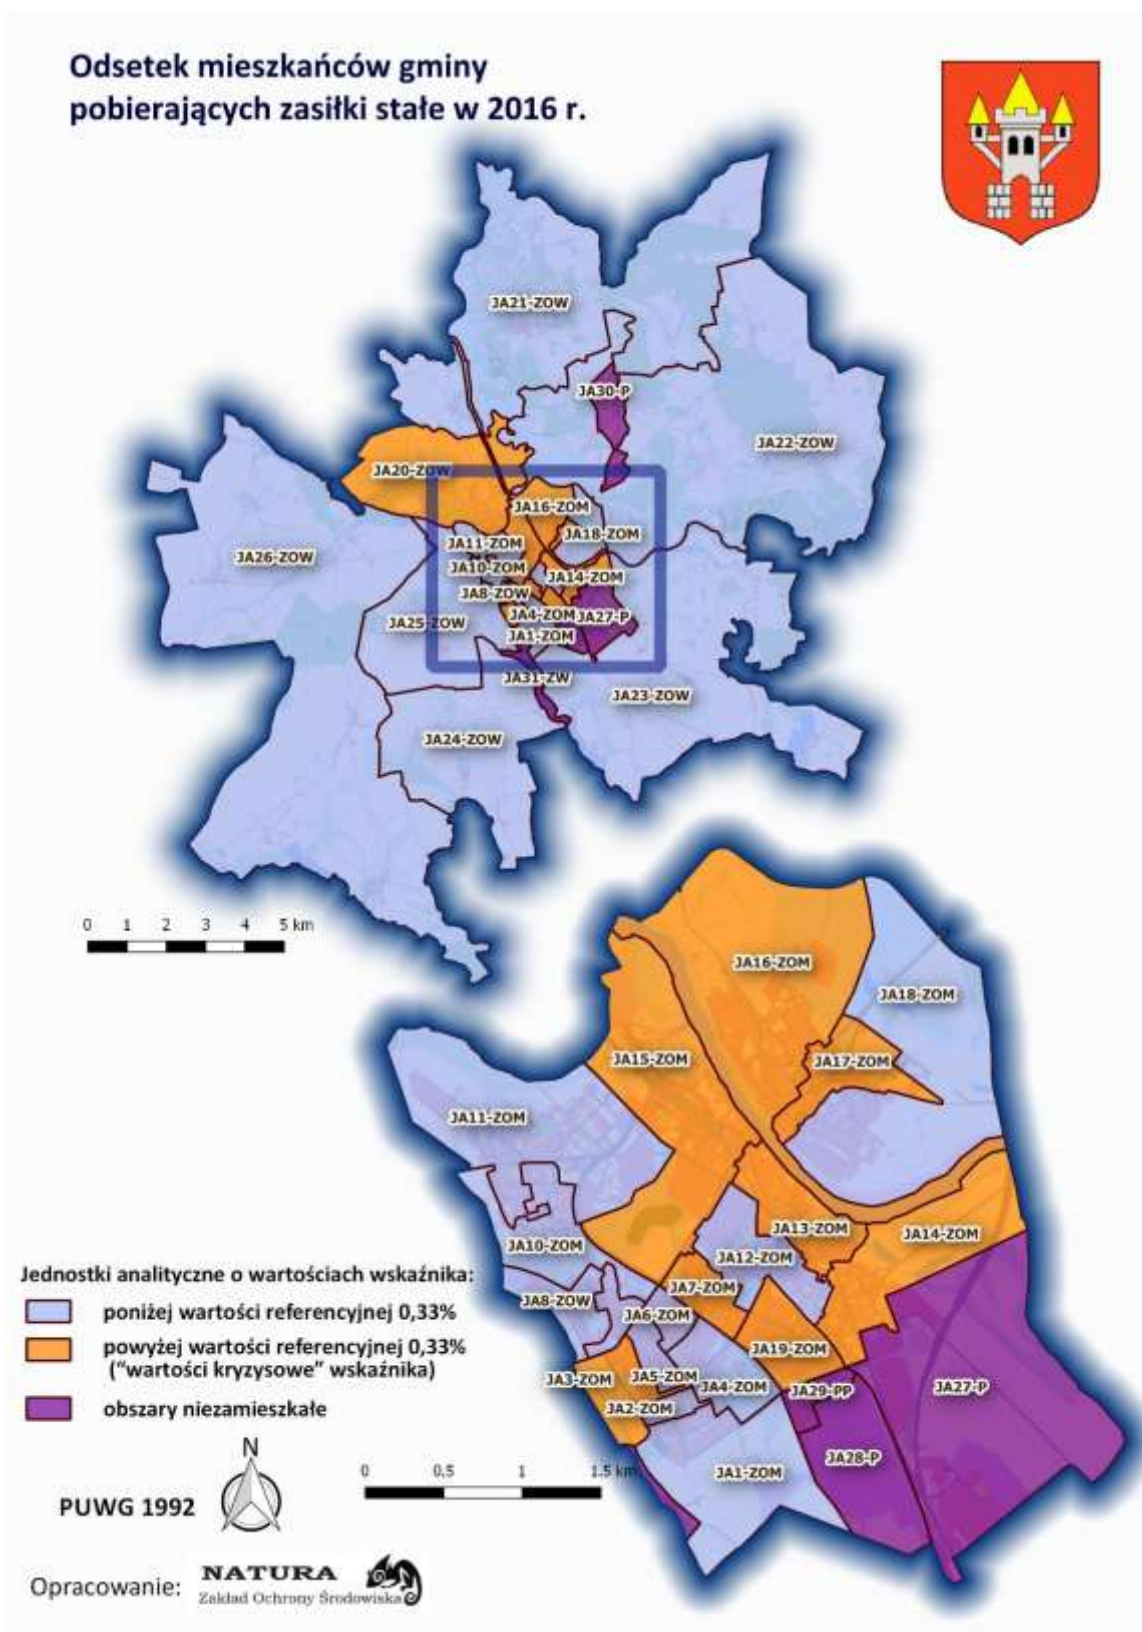 Odsetek mieszkańców gminy
pobierających zasiłki stałe w 2016 r.
JA21-ZOW
JA30-P
JA22-ZOW
JA20-ZOW
JA16-ZOM
JA18-ZOM
JA11-ZOM
JA26-ZOW
JA10-ZOM
JA14-ZOM
JA8-ZOW
JA4-ZOM
JA27-P
JA25-ZOW
JA1-ZOM
JA31-ZW
JA23-ZOW
JA24-ZOW
0 1 2 3 4 5 km
JA16-ZOM
JA18-ZOM
JA15-ZOM
JA17-ZOM
JA11-ZOM
JA13-ZOM
JA14-ZOM
JA10-ZOM
JA12-ZOM
JA7-ZOM
JA8-ZOW
JA6-ZOM
JA19-ZOM
JA3-ZOM
JA5-ZOM
JA4-ZOM
JA29-PP
JA27-P
JA2-ZOM
JA28-P
JA1-ZOM
Jednostki analityczne o wartościach wskaźnika:
poniżej wartości referencyjnej 0,33%
powyżej wartości referencyjnej 0,33%
("wartości kryzysowe" wskaźnika)
obszary niezamieszkałe
N
0 0.5 1 1.5 km
PUWG 1992
Opracowanie:
NATURA
Zakład Ochrony Środowiska